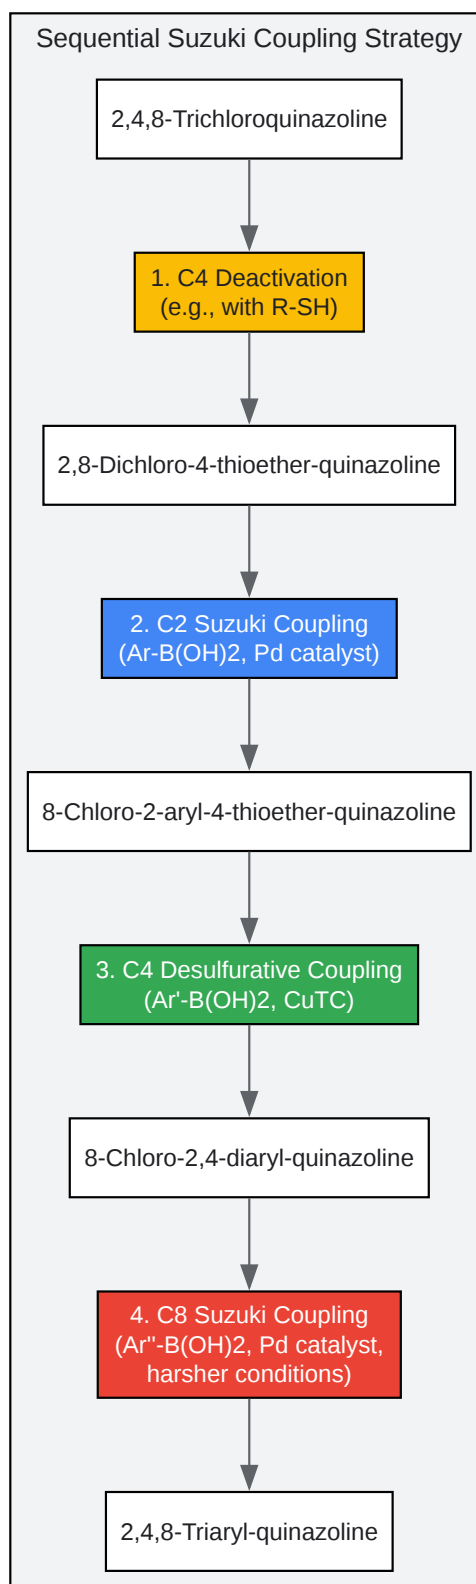 Sequential Suzuki Coupling Strategy
2,4,8-Trichloroquinazoline
1. C4 Deactivation
(e.g., with R-SH)
2,8-Dichloro-4-thioether-quinazoline
2. C2 Suzuki Coupling
(Ar-B(OH)2, Pd catalyst)
8-Chloro-2-aryl-4-thioether-quinazoline
3. C4 Desulfurative Coupling
(Ar'-B(OH)2, CuTC)
8-Chloro-2,4-diaryl-quinazoline
4. C8 Suzuki Coupling
(Ar''-B(OH)2, Pd catalyst,
harsher conditions)
2,4,8-Triaryl-quinazoline